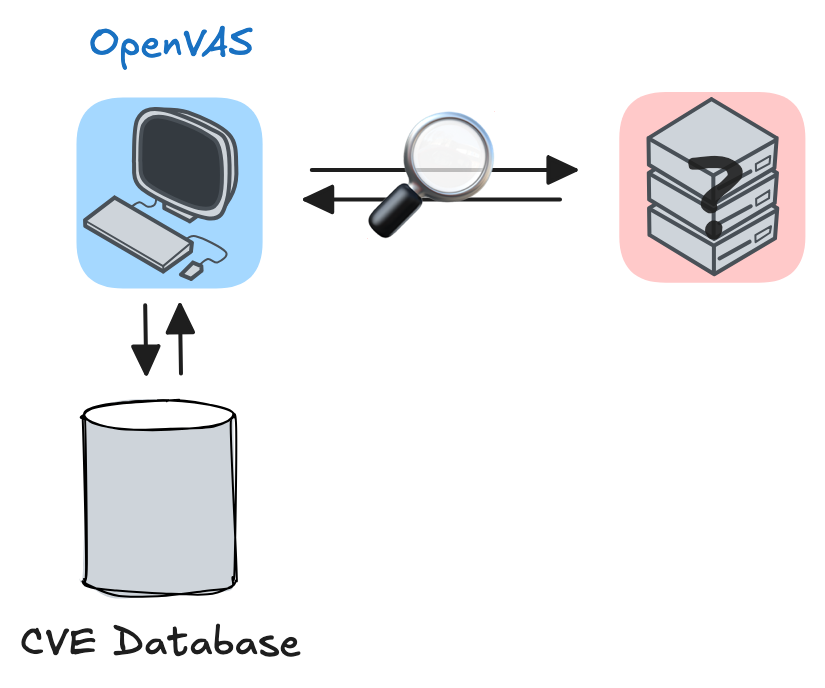 OpenVAS
?
CVE Database